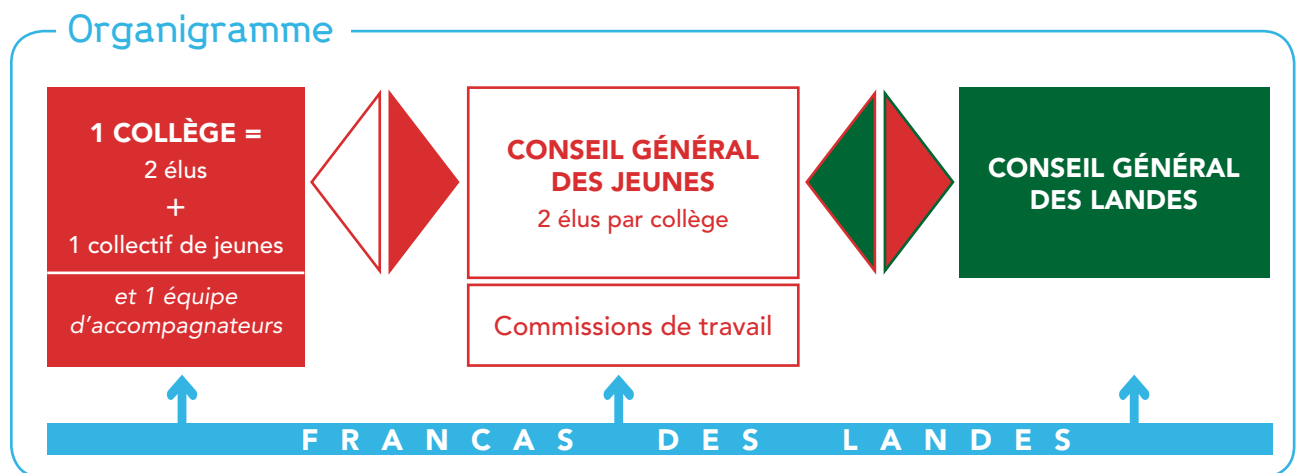 Organigramme
1 COLLÈGE =
2 élus
+
1 collectif de jeunes
et 1 équipe
d'accompagnateurs
CONSEIL GÉNÉRAL
DES JEUNES
2 élus par collège
Commissions de travail
CONSEIL GÉNÉRAL
DES LANDES
FRANCAS DES LANDES